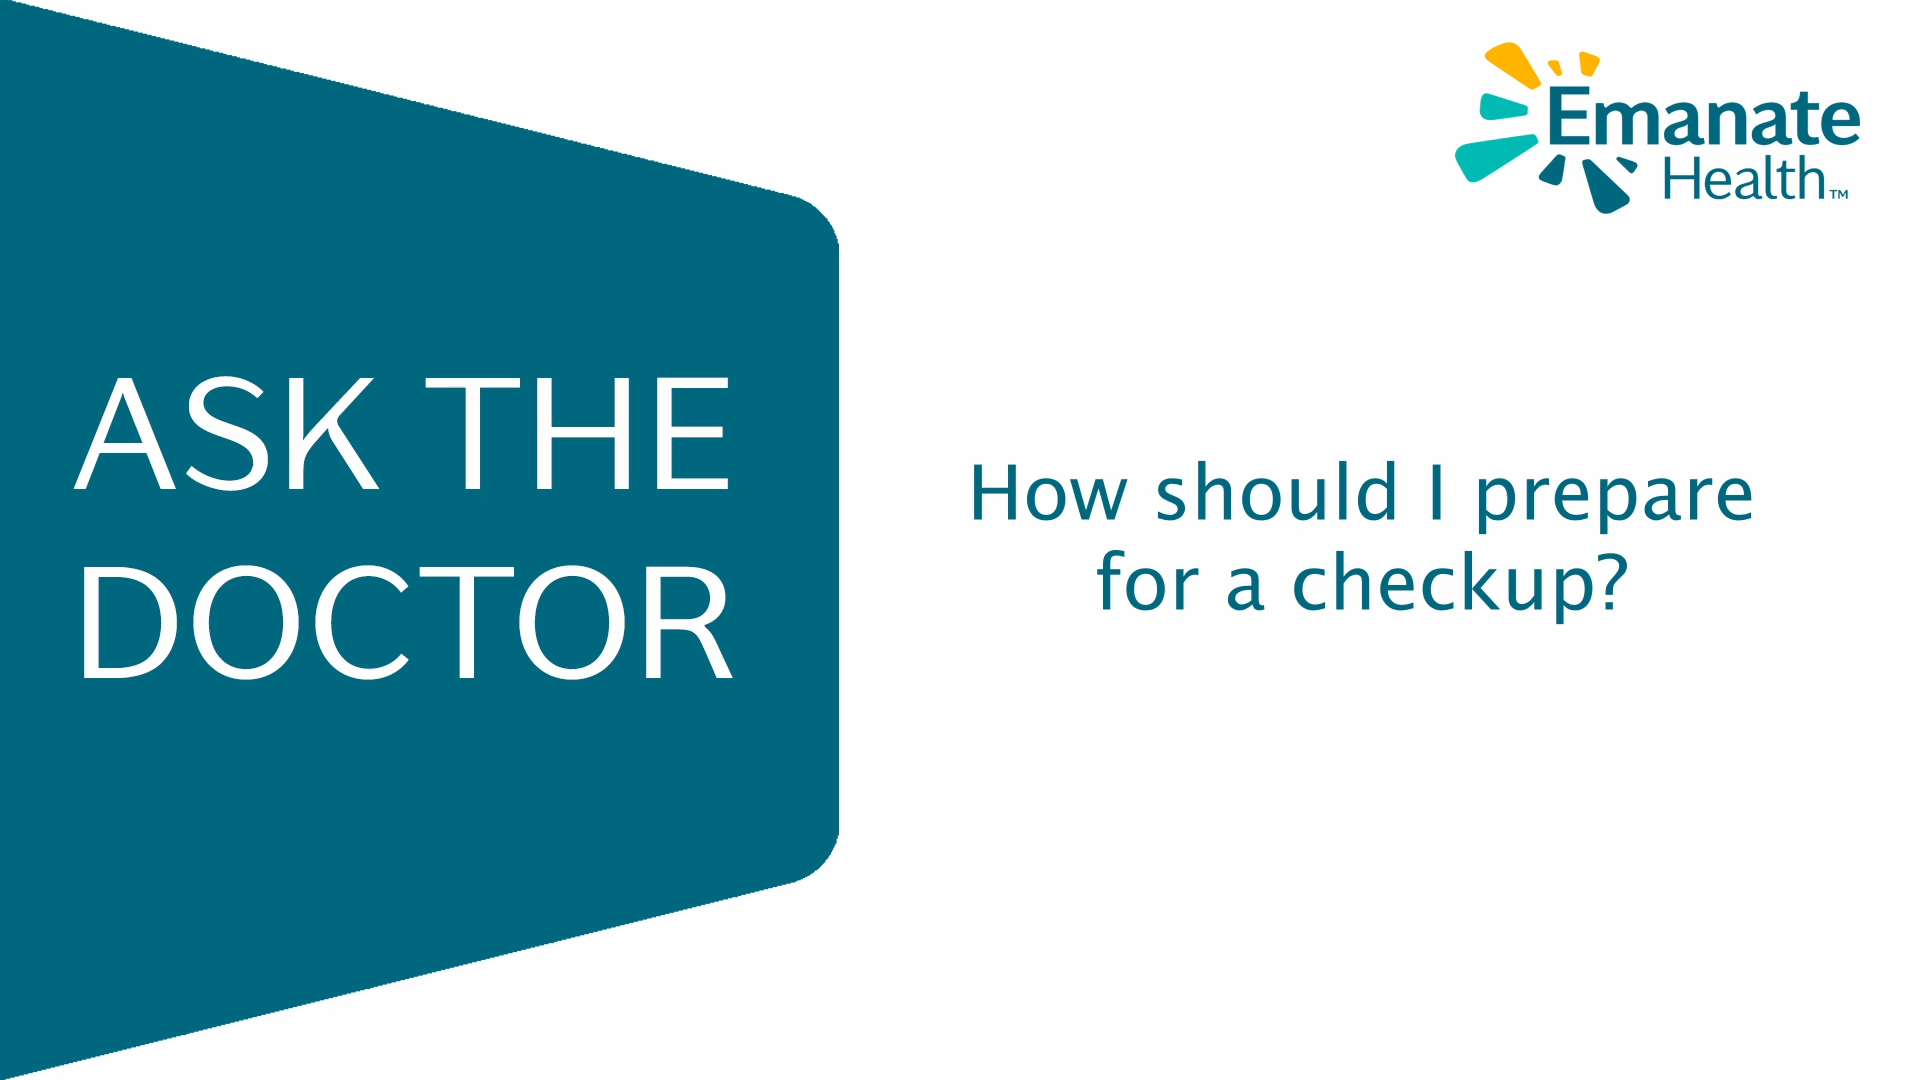 ASK THE
DOCTOR
Emanate
Health™
How should I prepare
for a checkup?